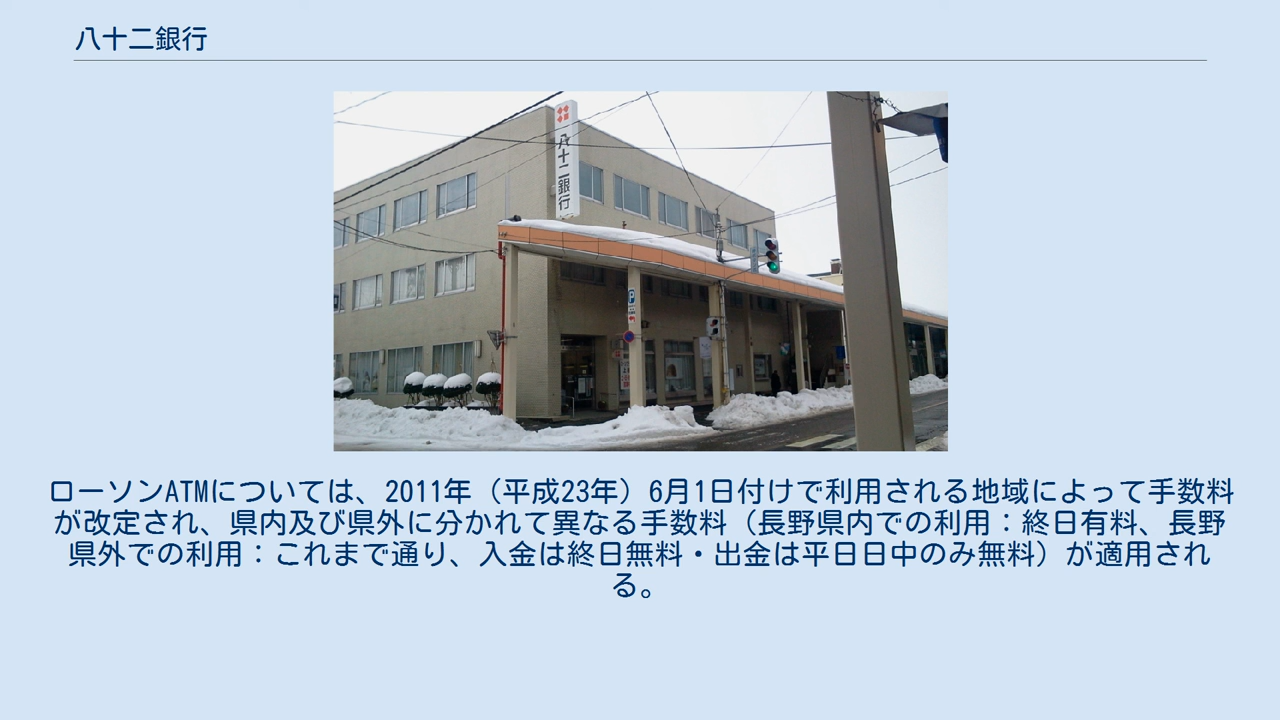 八十二銀行
八十二銀行
P
ローソンATMについては、2011年（平成23年）6月1日付けで利用される地域によって手数料
が改定され、県内及び県外に分かれて異なる手数料（長野県内での利用：終日有料、長野
県外での利用：これまで通り、入金は終日無料・出金は平日日中のみ無料）が適用され
る。